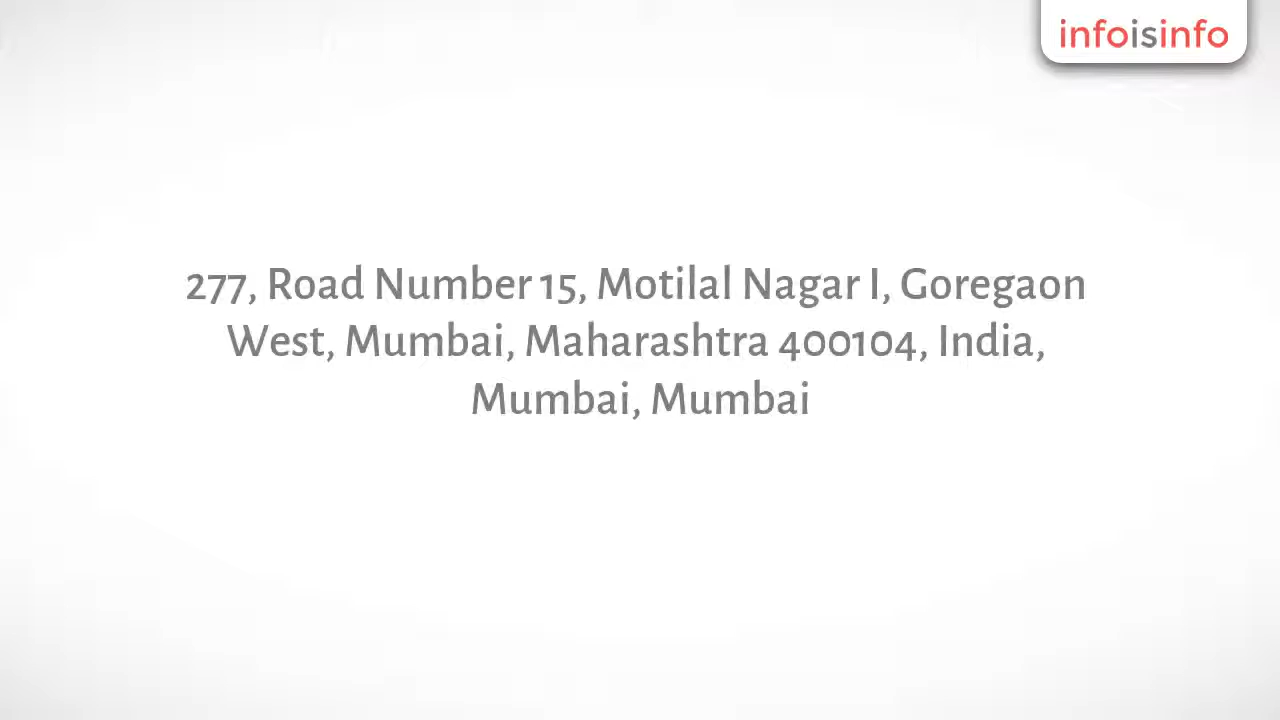 infoisinfo
277, Road Number 15, Motilal Nagar I, Goregaon
West, Mumbai, Maharashtra 400104, India,
Mumbai, Mumbai